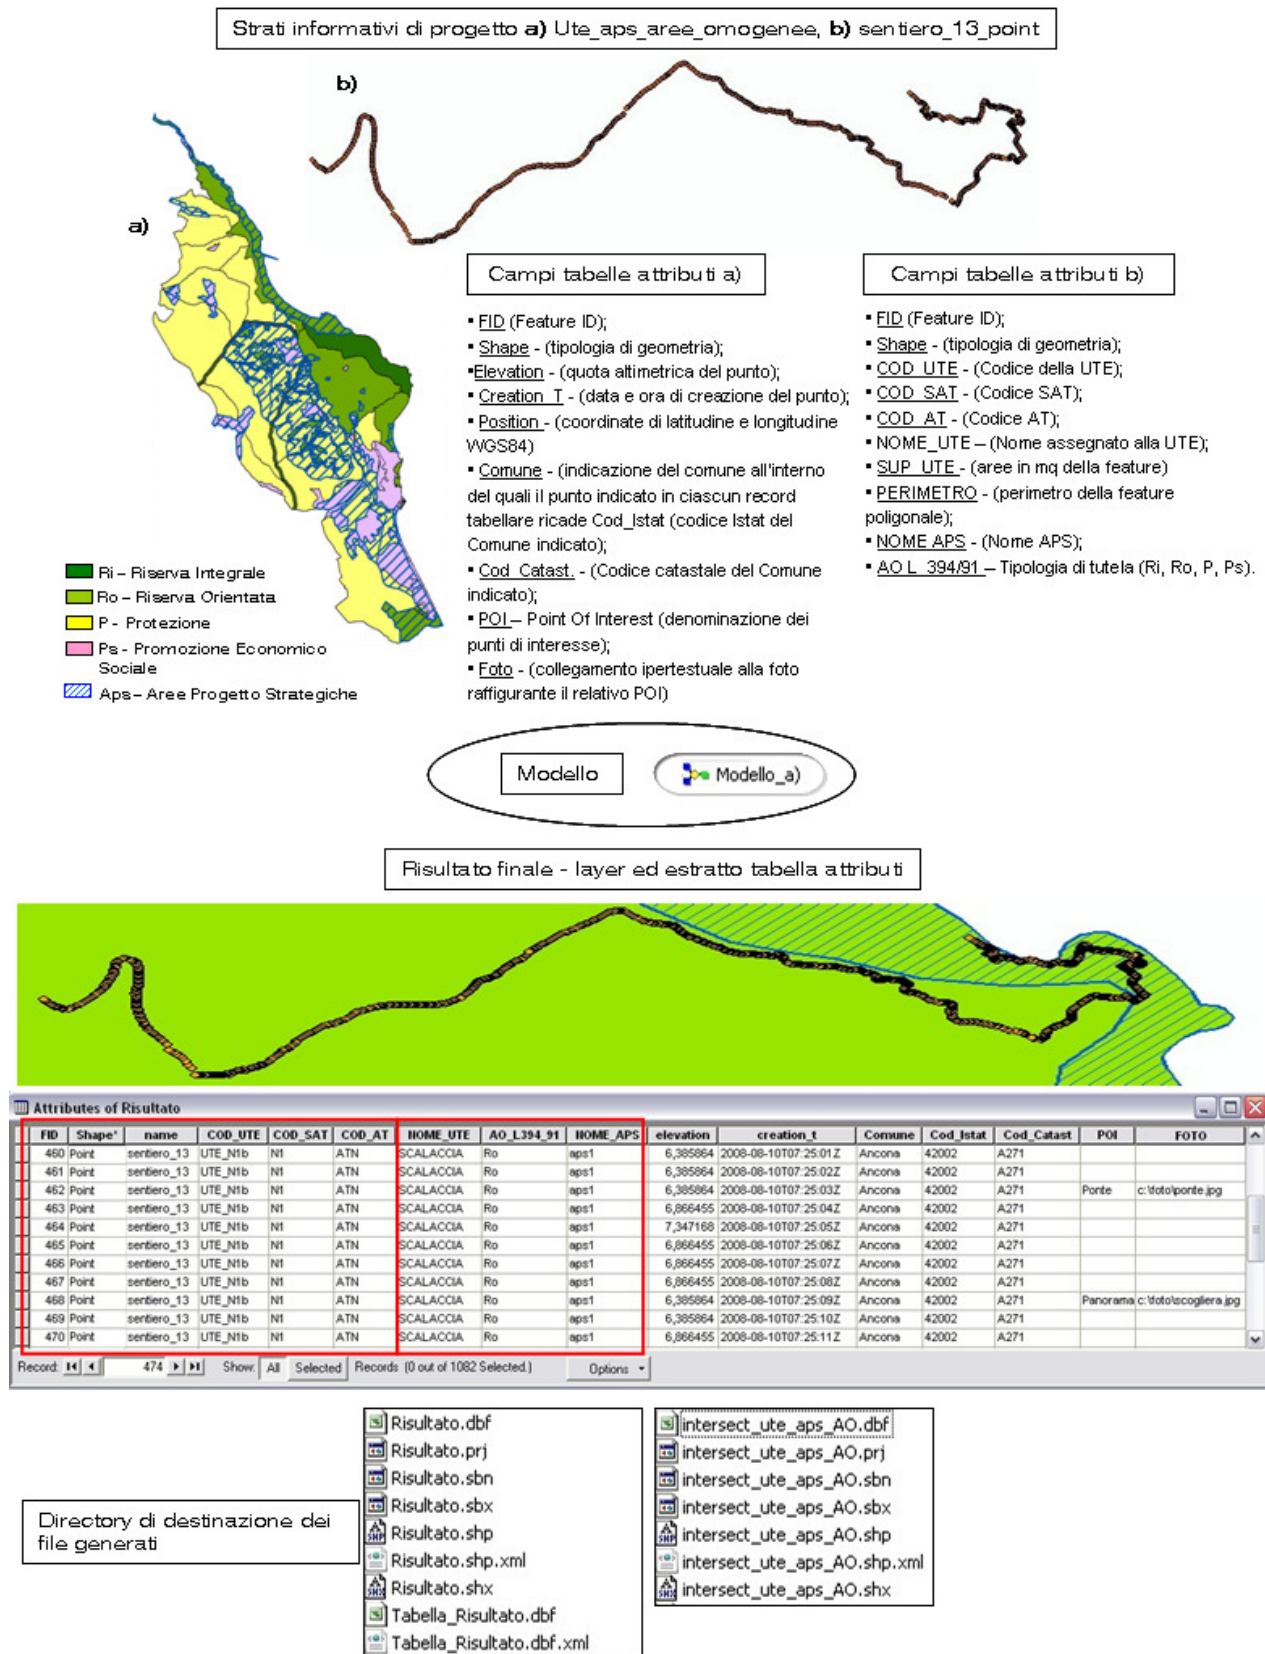 Strati informativi di progetto a) Ute_aps_aree_omogenee, b) sentiero_13_point
b)
a)
Ri – Riserva Integrale
Ro – Riserva Orientata
P - Protezione
Ps - Promozione Economico
Sociale
Aps – Aree Progetto Strategiche
Campi tabelle attributi a)
▪ FID (Feature ID);
▪ Shape - (tipologia di geometria);
▪Elevation - (quota altimetrica del punto);
▪ Creation_T - (data e ora di creazione del punto);
▪ Position - (coordinate di latitudine e longitudine
WGS84)
▪ Comune - (indicazione del comune all'interno
del quali il punto indicato in ciascun record
tabellare ricade Cod_Istat (codice Istat del
Comune indicato);
▪ Cod_Catast. - (Codice catastale del Comune
indicato);
▪ POI – Point Of Interest (denominazione dei
punti di interesse);
▪ Foto - (collegamento ipertestuale alla foto
raffigurante il relativo POI)
Campi tabelle attributi b)
▪ FID (Feature ID);
▪ Shape - (tipologia di geometria);
▪ COD_UTE - (Codice della UTE);
▪ COD_SAT - (Codice SAT);
▪ COD_AT - (Codice AT);
▪ NOME_UTE – (Nome assegnato alla UTE);
▪ SUP_UTE - (aree in mq della feature)
▪ PERIMETRO - (perimetro della feature
poligonale);
▪ NOME APS - (Nome APS);
▪ AO L_394/91 – Tipologia di tutela (Ri, Ro, P, Ps).
Modello
Modello_a)
Risultato finale - layer ed estratto tabella attributi
Attributes of Risultato
FID Shape* name COD_UTE COD_SAT COD_AT NOME_UTE AO_L394_91 NOME_APS elevation creation_t Comune Cod_Istat Cod_Catast POI FOTO
460 Point sentiero_13 UTE_N1b N1 ATN SCALACCIA Ro aps1 6,385864 2008-08-10T07:25:01Z Ancona 42002 A271
461 Point sentiero_13 UTE_N1b N1 ATN SCALACCIA Ro aps1 6,385864 2008-08-10T07:25:02Z Ancona 42002 A271
462 Point sentiero_13 UTE_N1b N1 ATN SCALACCIA Ro aps1 6,385864 2008-08-10T07:25:03Z Ancona 42002 A271 Ponte c:\foto\ponte.jpg
463 Point sentiero_13 UTE_N1b N1 ATN SCALACCIA Ro aps1 6,866455 2008-08-10T07:25:04Z Ancona 42002 A271
464 Point sentiero_13 UTE_N1b N1 ATN SCALACCIA Ro aps1 7,347168 2008-08-10T07:25:05Z Ancona 42002 A271
465 Point sentiero_13 UTE_N1b N1 ATN SCALACCIA Ro aps1 6,866455 2008-08-10T07:25:06Z Ancona 42002 A271
466 Point sentiero_13 UTE_N1b N1 ATN SCALACCIA Ro aps1 6,866455 2008-08-10T07:25:07Z Ancona 42002 A271
467 Point sentiero_13 UTE_N1b N1 ATN SCALACCIA Ro aps1 6,866455 2008-08-10T07:25:08Z Ancona 42002 A271
468 Point sentiero_13 UTE_N1b N1 ATN SCALACCIA Ro aps1 6,385864 2008-08-10T07:25:09Z Ancona 42002 A271 Panorama c:\foto\scogliera.jpg
469 Point sentiero_13 UTE_N1b N1 ATN SCALACCIA Ro aps1 6,385864 2008-08-10T07:25:10Z Ancona 42002 A271
470 Point sentiero_13 UTE_N1b N1 ATN SCALACCIA Ro aps1 6,866455 2008-08-10T07:25:11Z Ancona 42002 A271
Record: 474 Show: All Selected Records (0 out of 1082 Selected.) Options
Directory di destinazione dei
file generati
Risultato.dbf
Risultato.prj
Risultato.sbn
Risultato.sbx
Risultato.shp
Risultato.shp.xml
Risultato.shx
Tabella_Risultato.dbf
Tabella_Risultato.dbf.xml
intersect_ute_aps_AO.dbf
intersect_ute_aps_AO.prj
intersect_ute_aps_AO.sbn
intersect_ute_aps_AO.sbx
intersect_ute_aps_AO.shp
intersect_ute_aps_AO.shp.xml
intersect_ute_aps_AO.shx